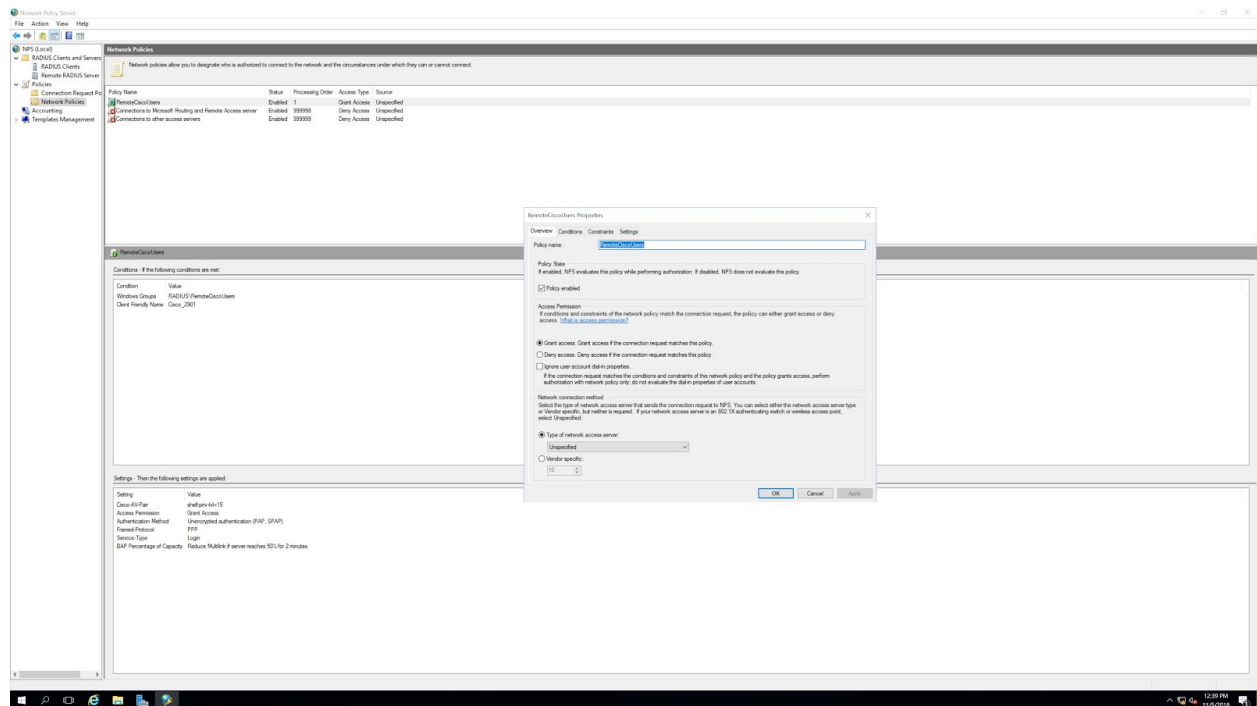 Network Policy Server
File Action View Help
NPS (Local)
RADIUS Clients and Servers
RADIUS Clients
Remote RADIUS Server
Policies
Connection Request Po
Network Policies
Accounting
Templates Management
Network Policies
Network policies allow you to designate who is authorized to connect to the network and the circumstances under which they can or cannot connect.
Policy Name Status Processing Order Access Type Source
RemoteCiscoUsers Enabled 1 Grant Access Unspecified
Connections to Microsoft Routing and Remote Access server Enabled 999998 Deny Access Unspecified
Connections to other access servers Enabled 999999 Deny Access Unspecified
RemoteCiscoUsers
Conditions - If the following conditions are met:
Condition Value
Windows Groups RADIUS\RemoteCiscoUsers
Client Friendly Name Cisco_2901
Settings - Then the following settings are applied:
Setting Value
Cisco-AV-Pair shell:priv-lvl=15
Access Permission Grant Access
Authentication Method Unencrypted authentication (PAP, SPAP)
Framed-Protocol PPP
Service-Type Login
BAP Percentage of Capacity Reduce Multilink if server reaches 50% for 2 minutes
RemoteCiscoUsers Properties
Overview Conditions Constraints Settings
Policy name: RemoteCiscoUsers
Policy State
If enabled, NPS evaluates this policy while performing authorization. If disabled, NPS does not evaluate this policy.
Policy enabled
Access Permission
If conditions and constraints of the network policy match the connection request, the policy can either grant access or deny
access. What is access permission?
Grant access. Grant access if the connection request matches this policy.
Deny access. Deny access if the connection request matches this policy.
Ignore user account dial-in properties.
If the connection request matches the conditions and constraints of this network policy and the policy grants access, perform
authorization with network policy only; do not evaluate the dial-in properties of user accounts.
Network connection method
Select the type of network access server that sends the connection request to NPS. You can select either the network access server type
or Vendor specific, but neither is required. If your network access server is an 802.1X authenticating switch or wireless access point,
select Unspecified.
Type of network access server:
Unspecified
Vendor specific:
10
OK Cancel Apply
12:39 PM
11/5/2018